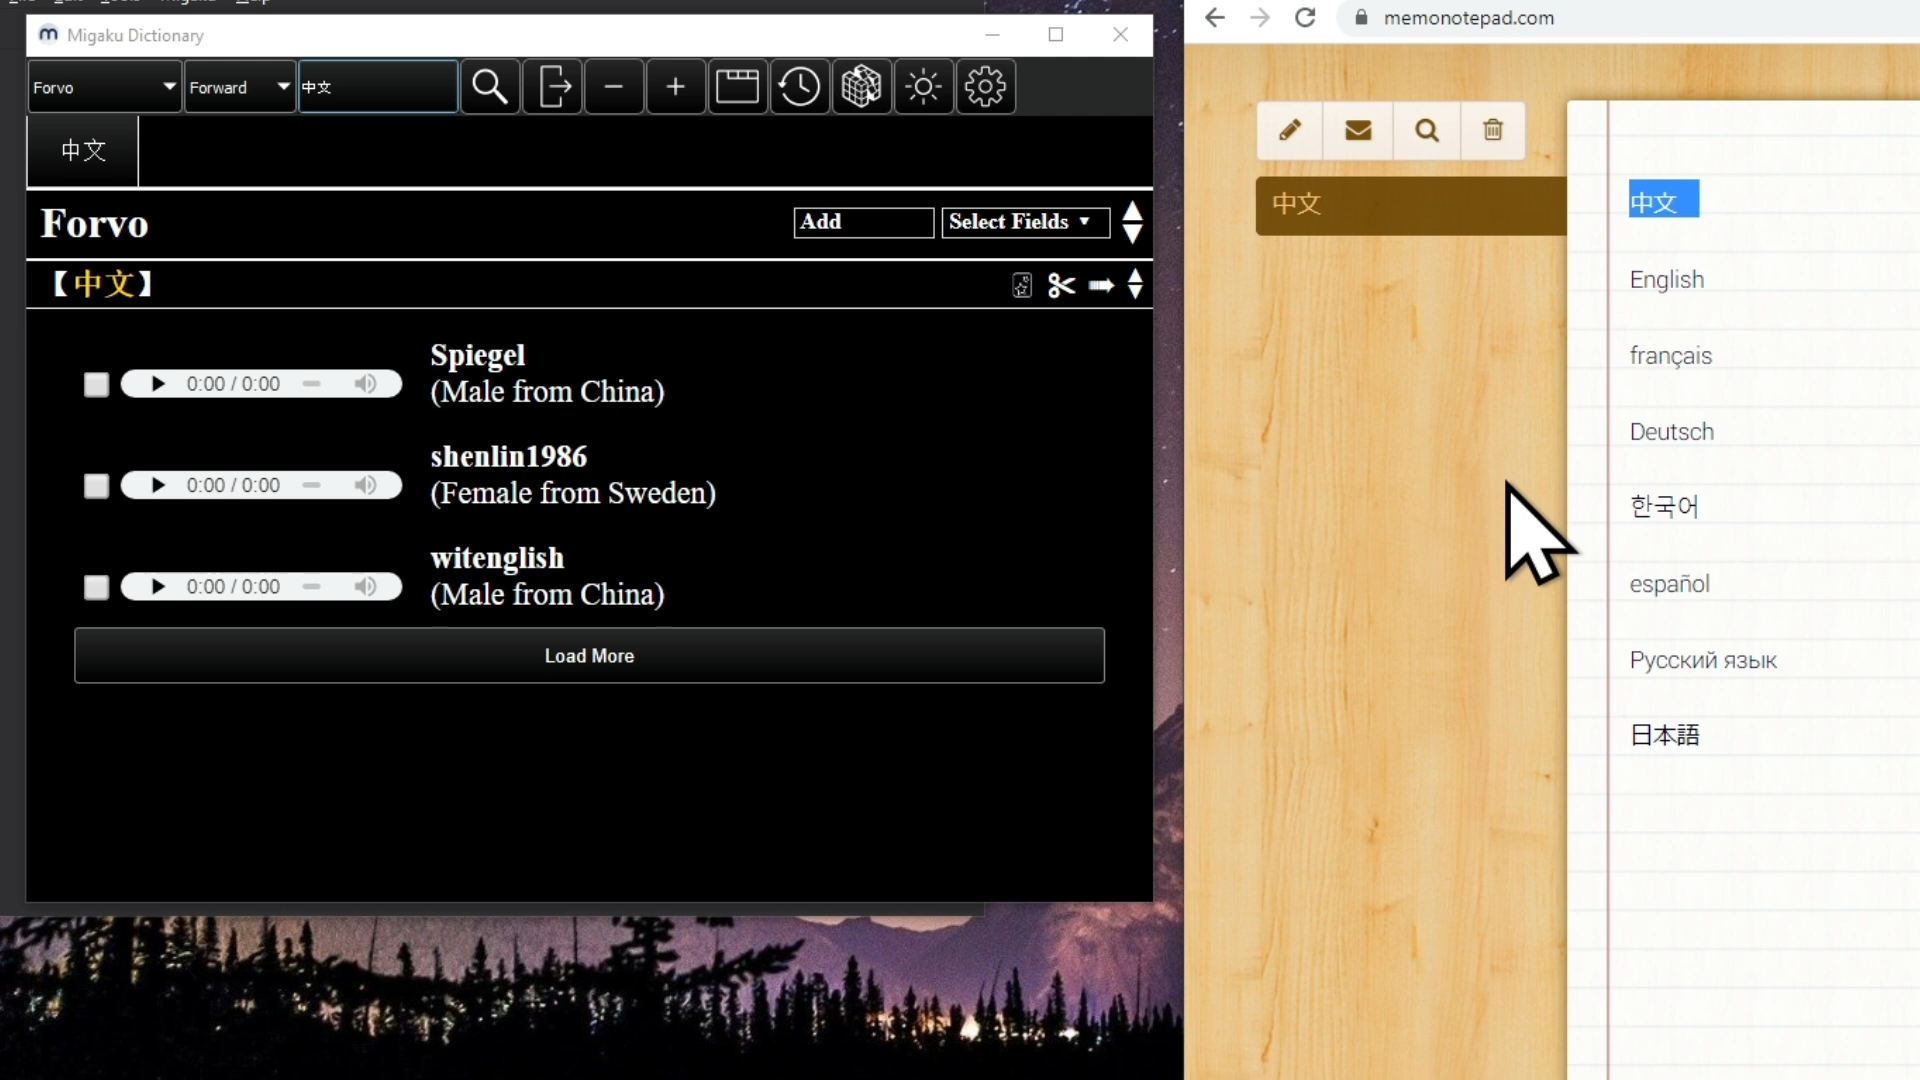 Migaku Dictionary
Forvo
Forward
中文
中文
Forvo
Add
Select Fields
【中文】
0:00 / 0:00
Spiegel
(Male from China)
0:00 / 0:00
shenlin1986
(Female from Sweden)
0:00 / 0:00
witenglish
(Male from China)
Load More
memonotepad.com
中文
中文
English
français
Deutsch
한국어
español
Русский язык
日本語